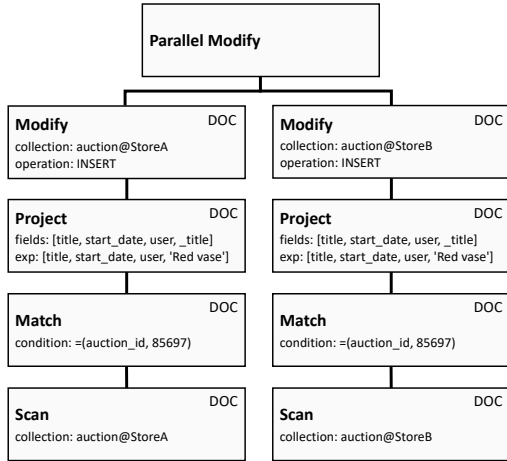 Parallel Modify
Modify DOC
collection: auction@StoreA
operation: INSERT
Project DOC
fields: [title, start_date, user, _title]
exp: [title, start_date, user, 'Red vase']
Match DOC
condition: =(auction_id, 85697)
Scan DOC
collection: auction@StoreA
Modify DOC
collection: auction@StoreB
operation: INSERT
Project DOC
fields: [title, start_date, user, _title]
exp: [title, start_date, user, 'Red vase']
Match DOC
condition: =(auction_id, 85697)
Scan DOC
collection: auction@StoreB